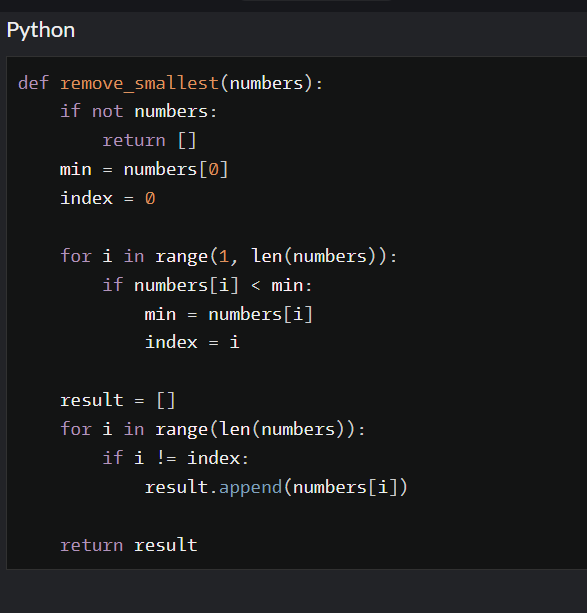 Python
def remove_smallest(numbers):
    if not numbers:
        return []
    min = numbers[0]
    index = 0
    for i in range(1, len(numbers)):
        if numbers[i] < min:
            min = numbers[i]
            index = i
    result = []
    for i in range(len(numbers)):
        if i != index:
            result.append(numbers[i])
    return result